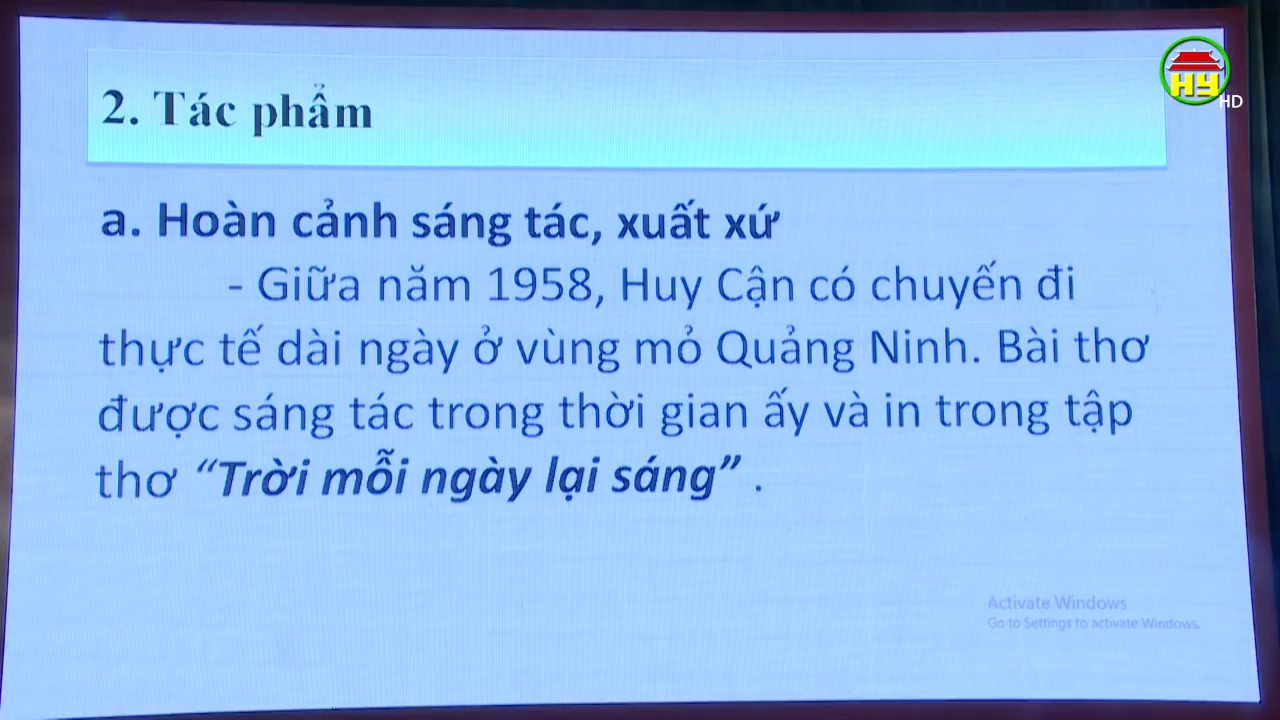 HY
HD
2. Tác phẩm
a. Hoàn cảnh sáng tác, xuất xứ
- Giữa năm 1958, Huy Cận có chuyến đi
thực tế dài ngày ở vùng mỏ Quảng Ninh. Bài thơ
được sáng tác trong thời gian ấy và in trong tập
thơ “Trời mỗi ngày lại sáng” .
Activate Windows
Go to Settings to activate Windows.